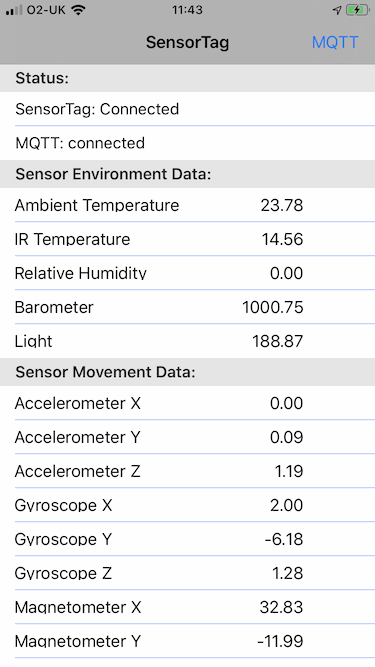 O2-UK 11:43
SensorTag MQTT
Status:
SensorTag: Connected
MQTT: connected
Sensor Environment Data:
Ambient Temperature 23.78
IR Temperature 14.56
Relative Humidity 0.00
Barometer 1000.75
Light 188.87
Sensor Movement Data:
Accelerometer X 0.00
Accelerometer Y 0.09
Accelerometer Z 1.19
Gyroscope X 2.00
Gyroscope Y -6.18
Gyroscope Z 1.28
Magnetometer X 32.83
Magnetometer Y -11.99